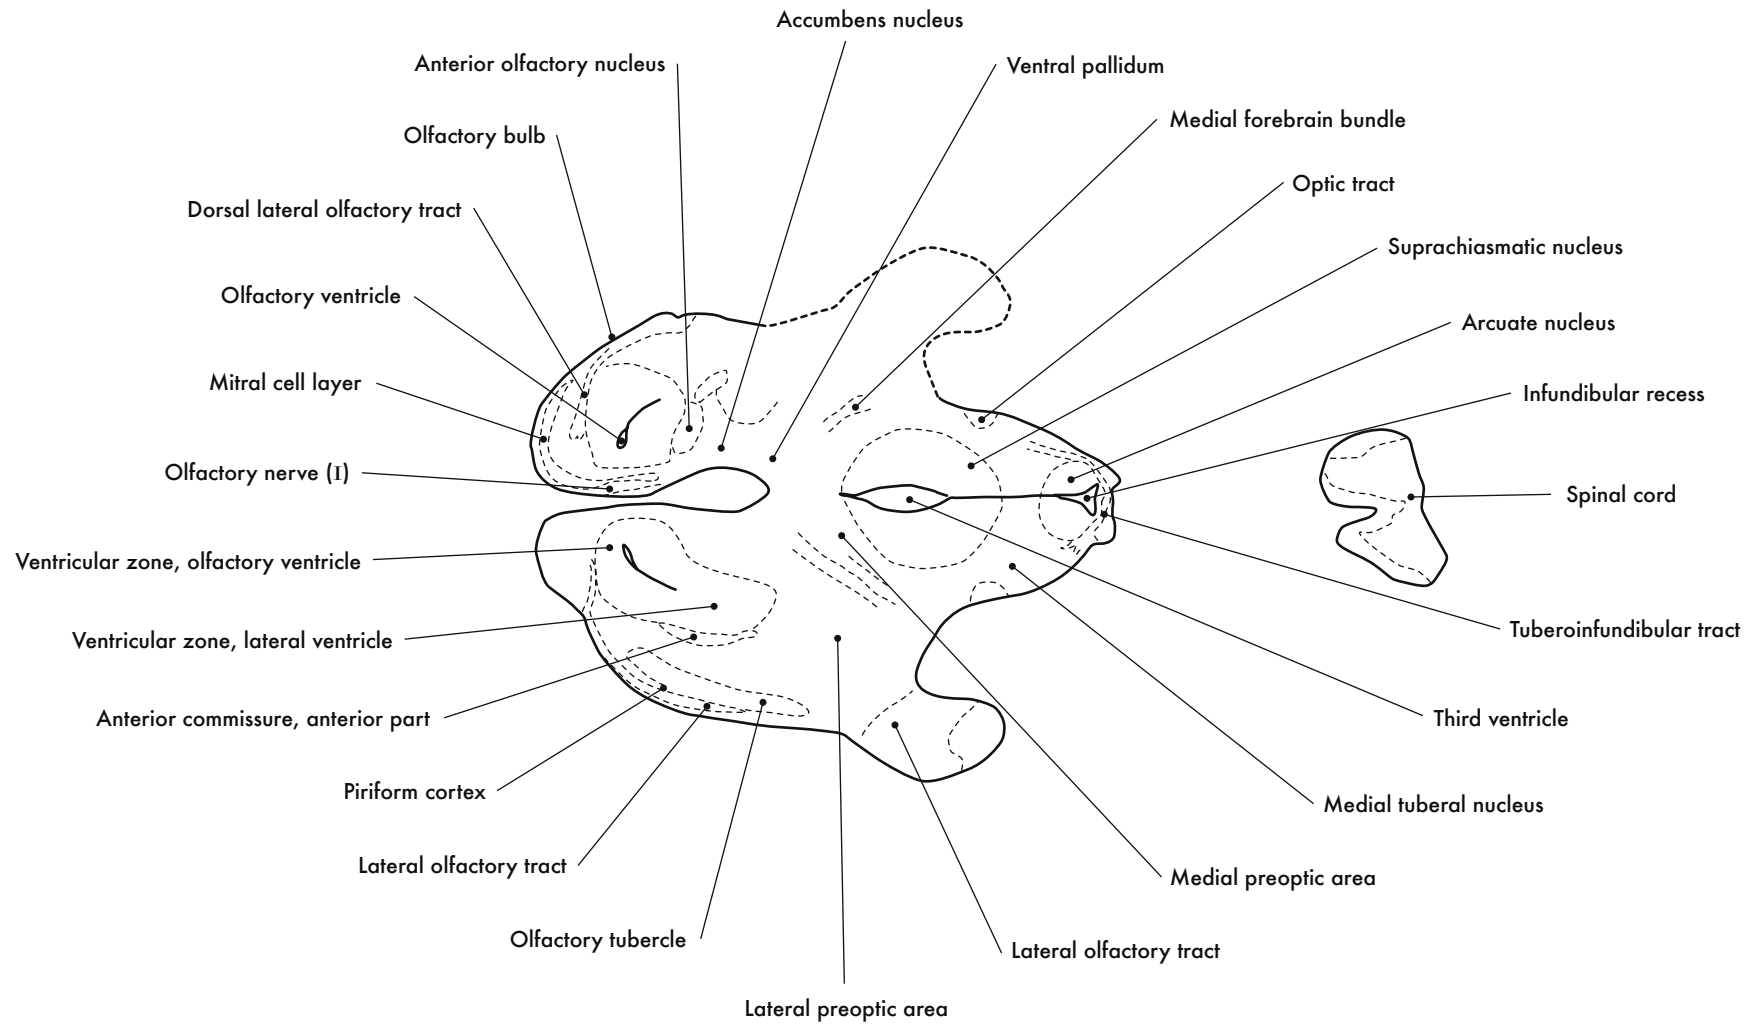 Accumbens nucleus
Anterior olfactory nucleus
Ventral pallidum
Medial forebrain bundle
Olfactory bulb
Optic tract
Dorsal lateral olfactory tract
Suprachiasmatic nucleus
Olfactory ventricle
Arcuate nucleus
Mitral cell layer
Infundibular recess
Olfactory nerve (I)
Spinal cord
Ventricular zone, olfactory ventricle
Tuberoinfundibular tract
Ventricular zone, lateral ventricle
Anterior commissure, anterior part
Third ventricle
Piriform cortex
Medial tuberal nucleus
Lateral olfactory tract
Medial preoptic area
Olfactory tubercle
Lateral olfactory tract
Lateral preoptic area